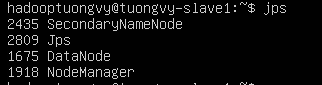 hadooptuongvy@tuongvy-slave1:~$ jps
2435 SecondaryNameNode
2809 Jps
1675 DataNode
1918 NodeManager